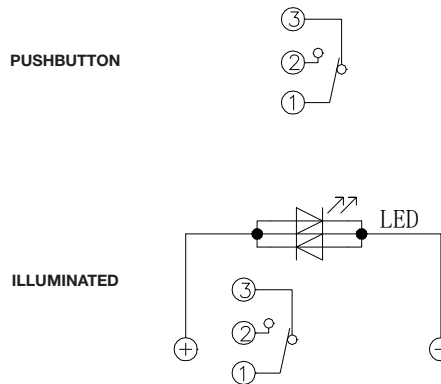 3
PUSHBUTTON
2
1
LED
ILLUMINATED
3
2
+
−
1